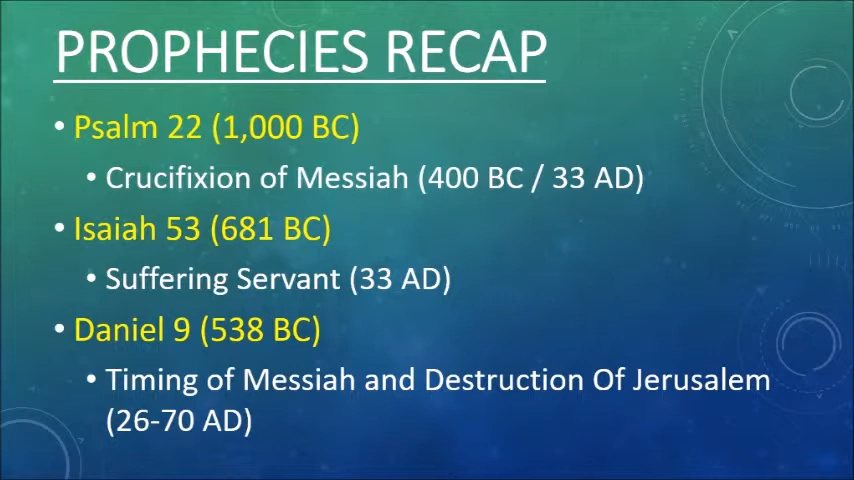 PROPHECIES RECAP
• Psalm 22 (1,000 BC)
• Crucifixion of Messiah (400 BC / 33 AD)
• Isaiah 53 (681 BC)
• Suffering Servant (33 AD)
• Daniel 9 (538 BC)
• Timing of Messiah and Destruction Of Jerusalem
(26-70 AD)